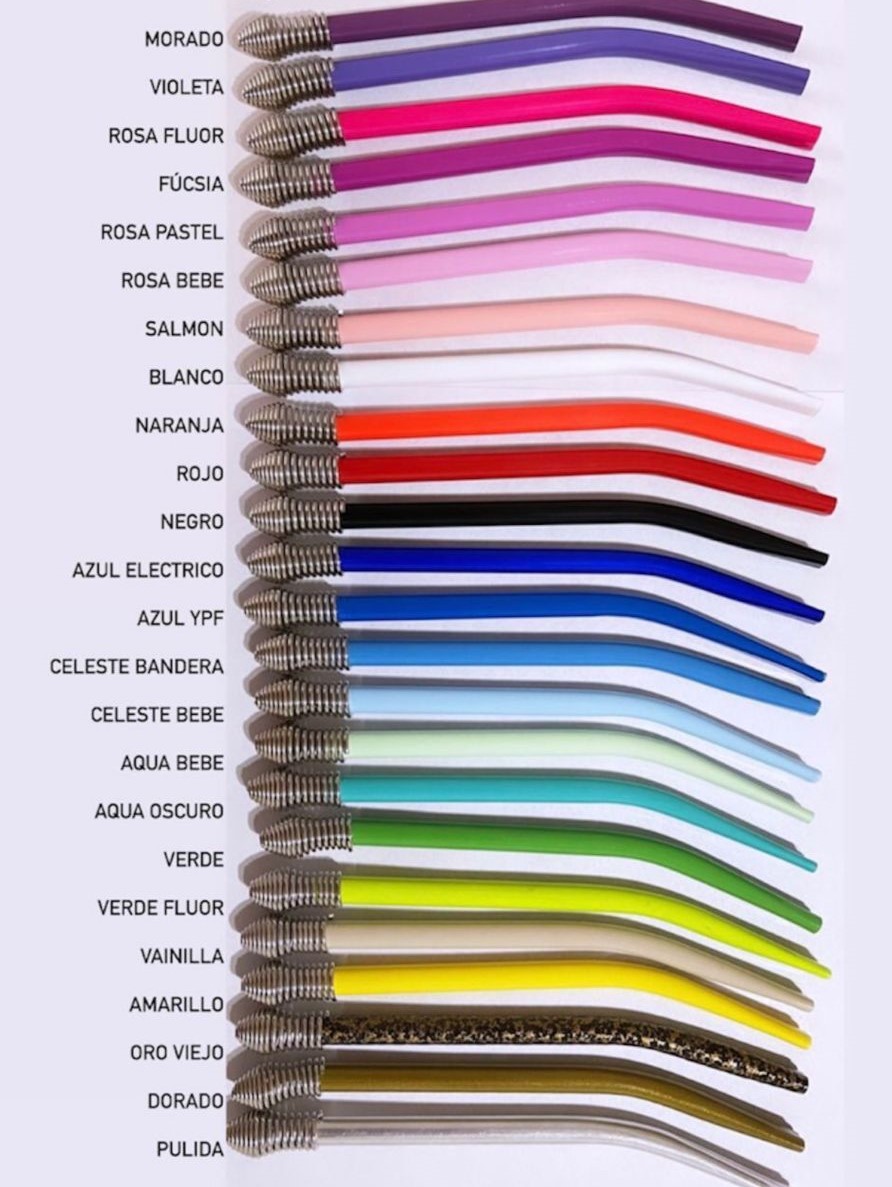 MORADO
VIOLETA
ROSA FLUOR
FÚCSIA
ROSA PASTEL
ROSA BEBE
SALMON
BLANCO
NARANJA
ROJO
NEGRO
AZUL ELECTRICO
AZUL YPF
CELESTE BANDERA
CELESTE BEBE
AQUA BEBE
AQUA OSCURO
VERDE
VERDE FLUOR
VAINILLA
AMARILLO
ORO VIEJO
DORADO
PULIDA